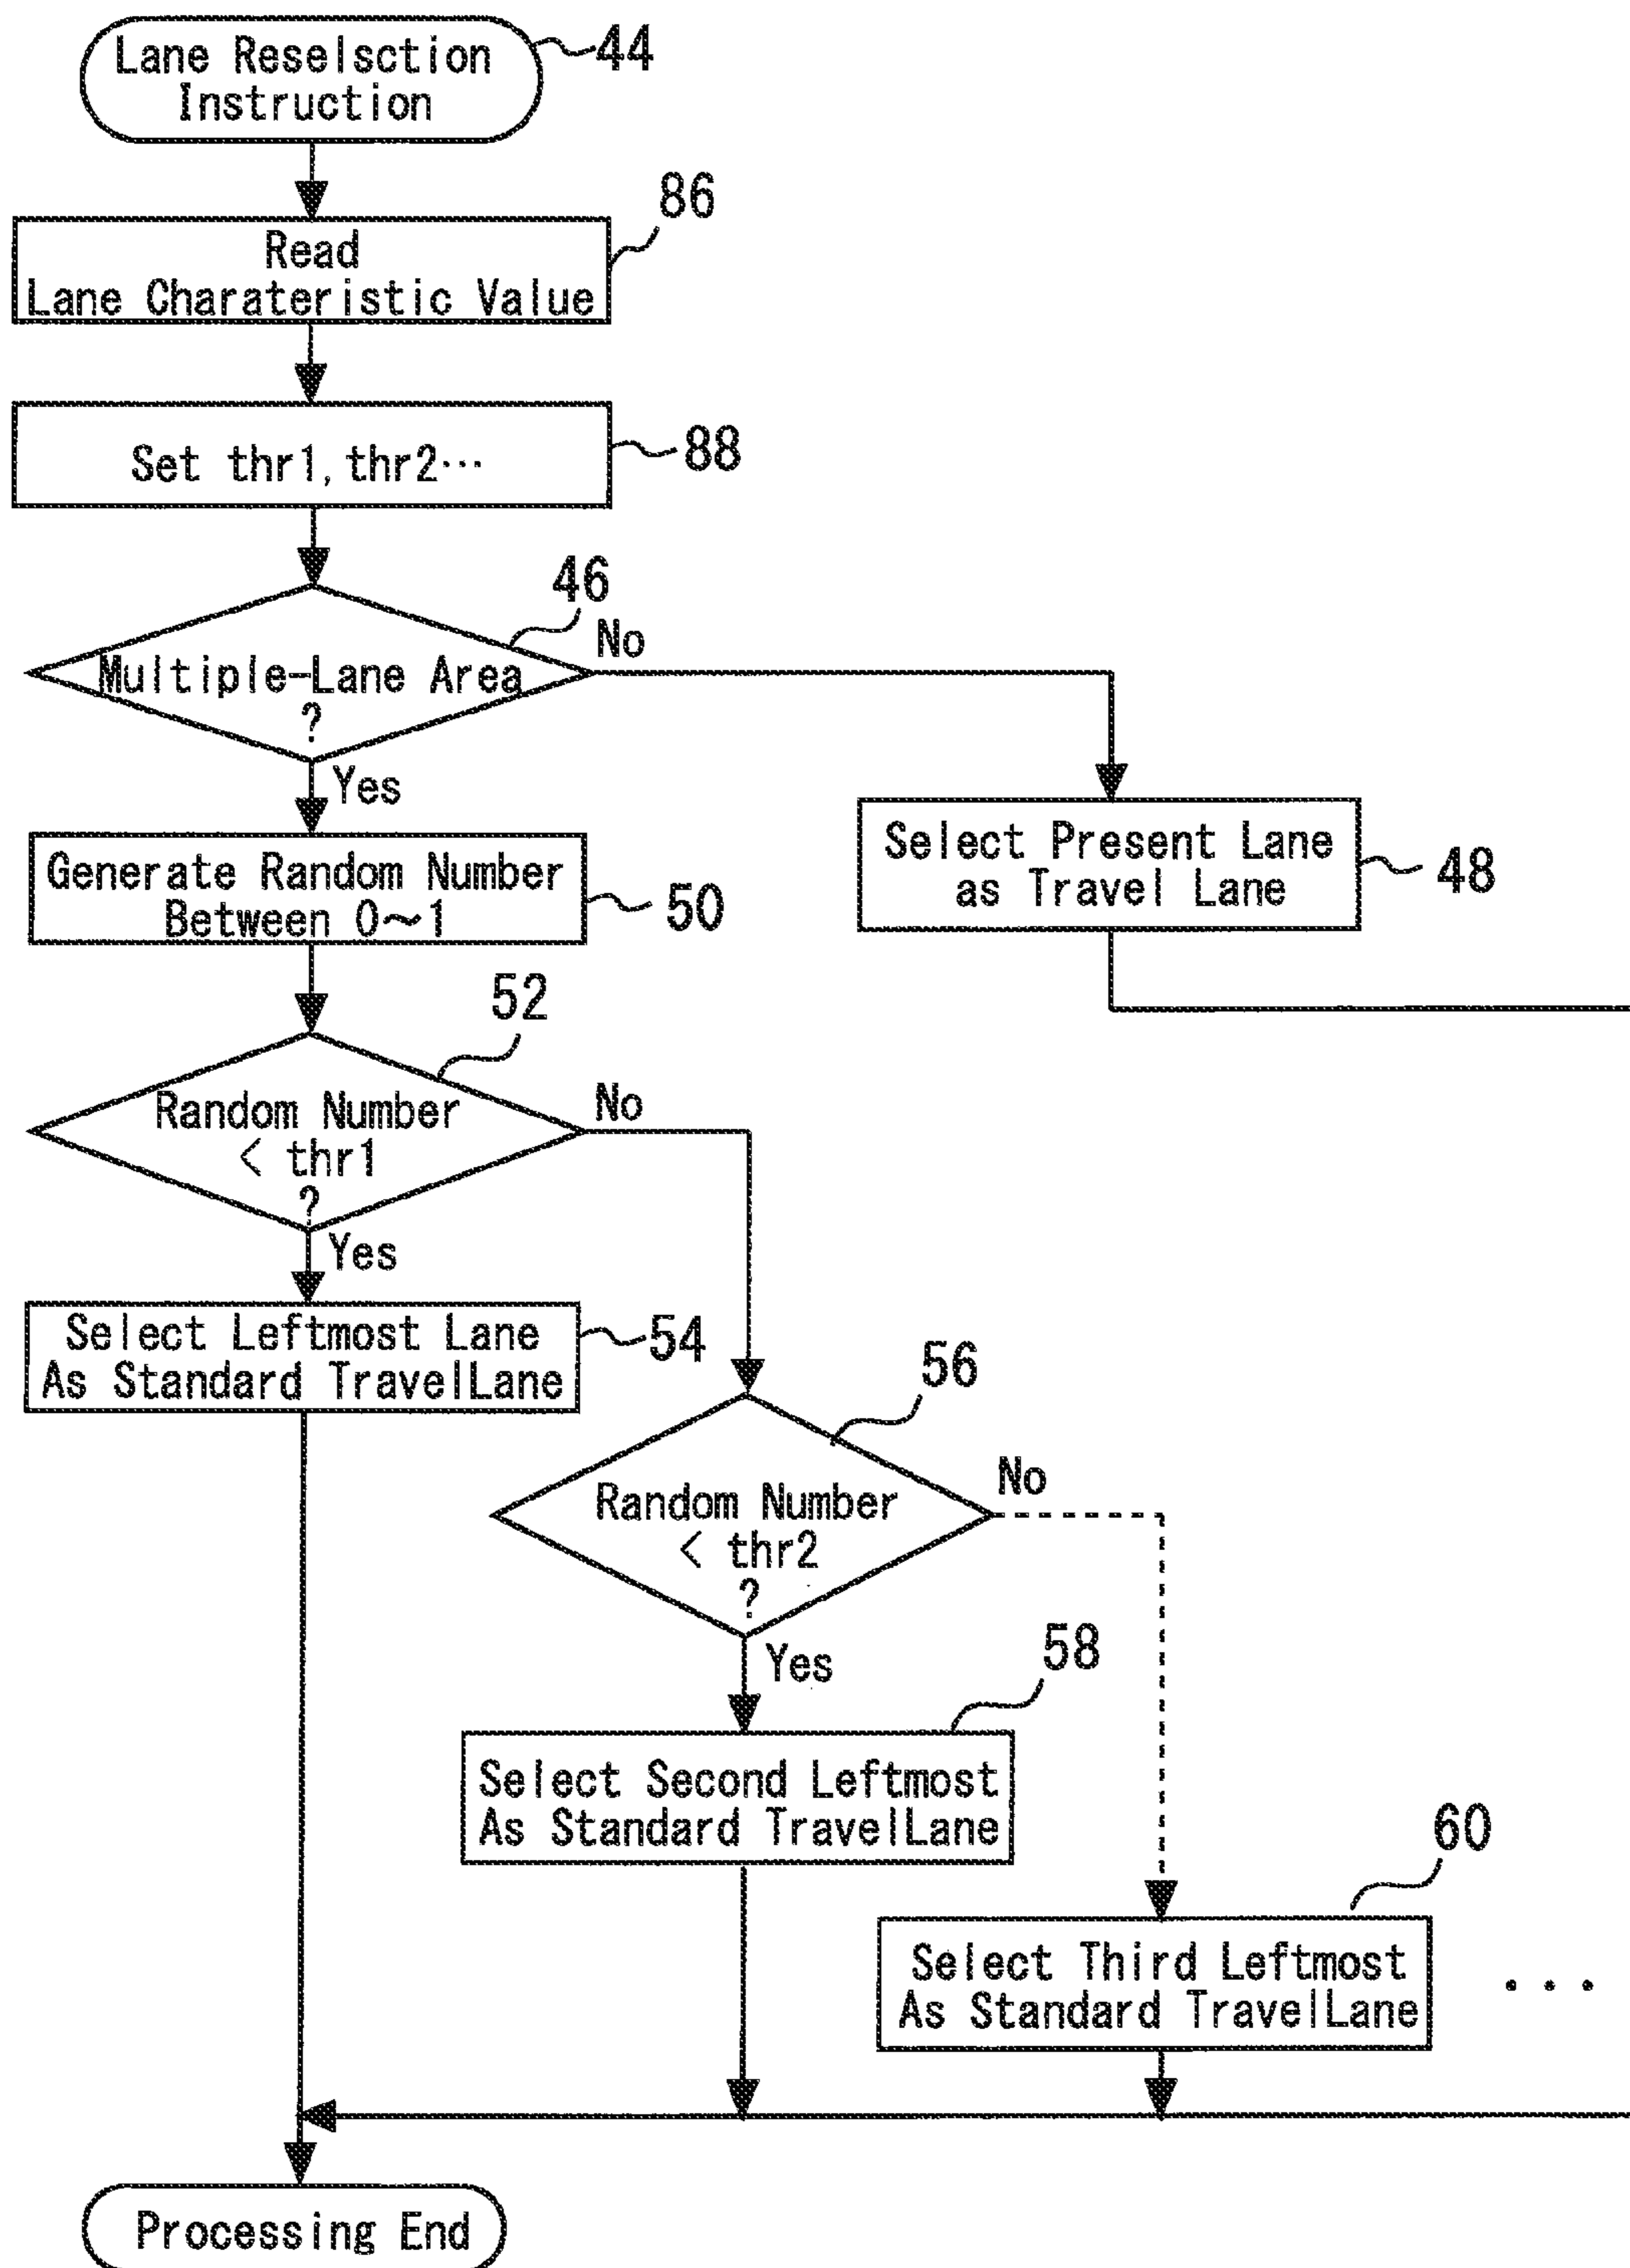 Lane Reselsction
Instruction
44
86
Read
Lane Charateristic Value
Set thr1, thr2···
88
46
No
Multiple-Lane Area
?
Yes
Generate Random Number
Between 0~1
50
Select Present Lane
as Travel Lane
48
52
No
Random Number
< thr1
?
Yes
Select Leftmost Lane
As Standard TravelLane
54
56
No
Random Number
< thr2
?
Yes
58
Select Second Leftmost
As Standard TravelLane
60
Select Third Leftmost
As Standard TravelLane
...
Processing End